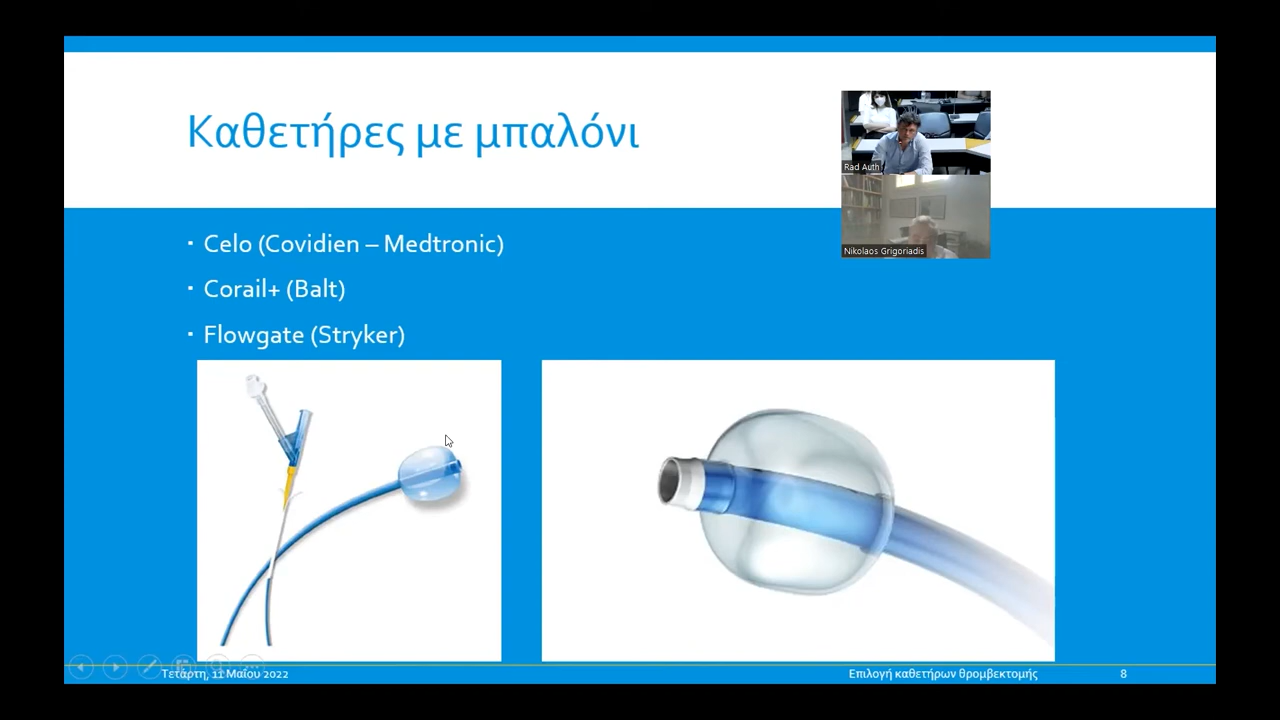 Καθετήρες με μπαλόνι
Rad Auth
Nikolaos Grigoriadis
▪ Celo (Covidien – Medtronic)
▪ Corail+ (Balt)
▪ Flowgate (Stryker)
Τετάρτη, 11 Μαΐου 2022
Επιλογή καθετήρων θρομβεκτομής
8